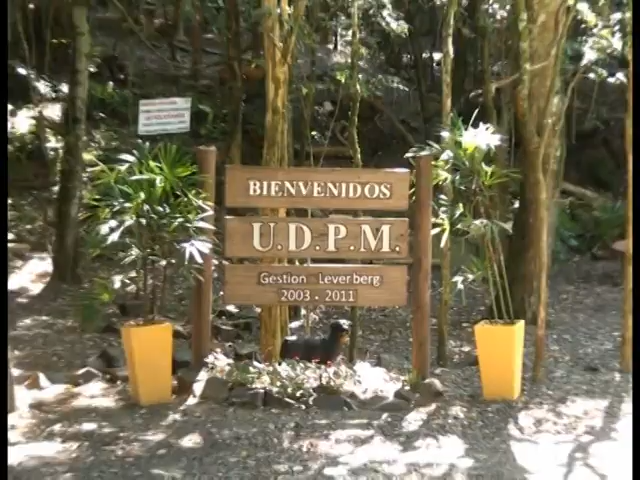 BIENVENIDOS
U.D.P.M.
Gestion - Leverberg
2003 - 2011